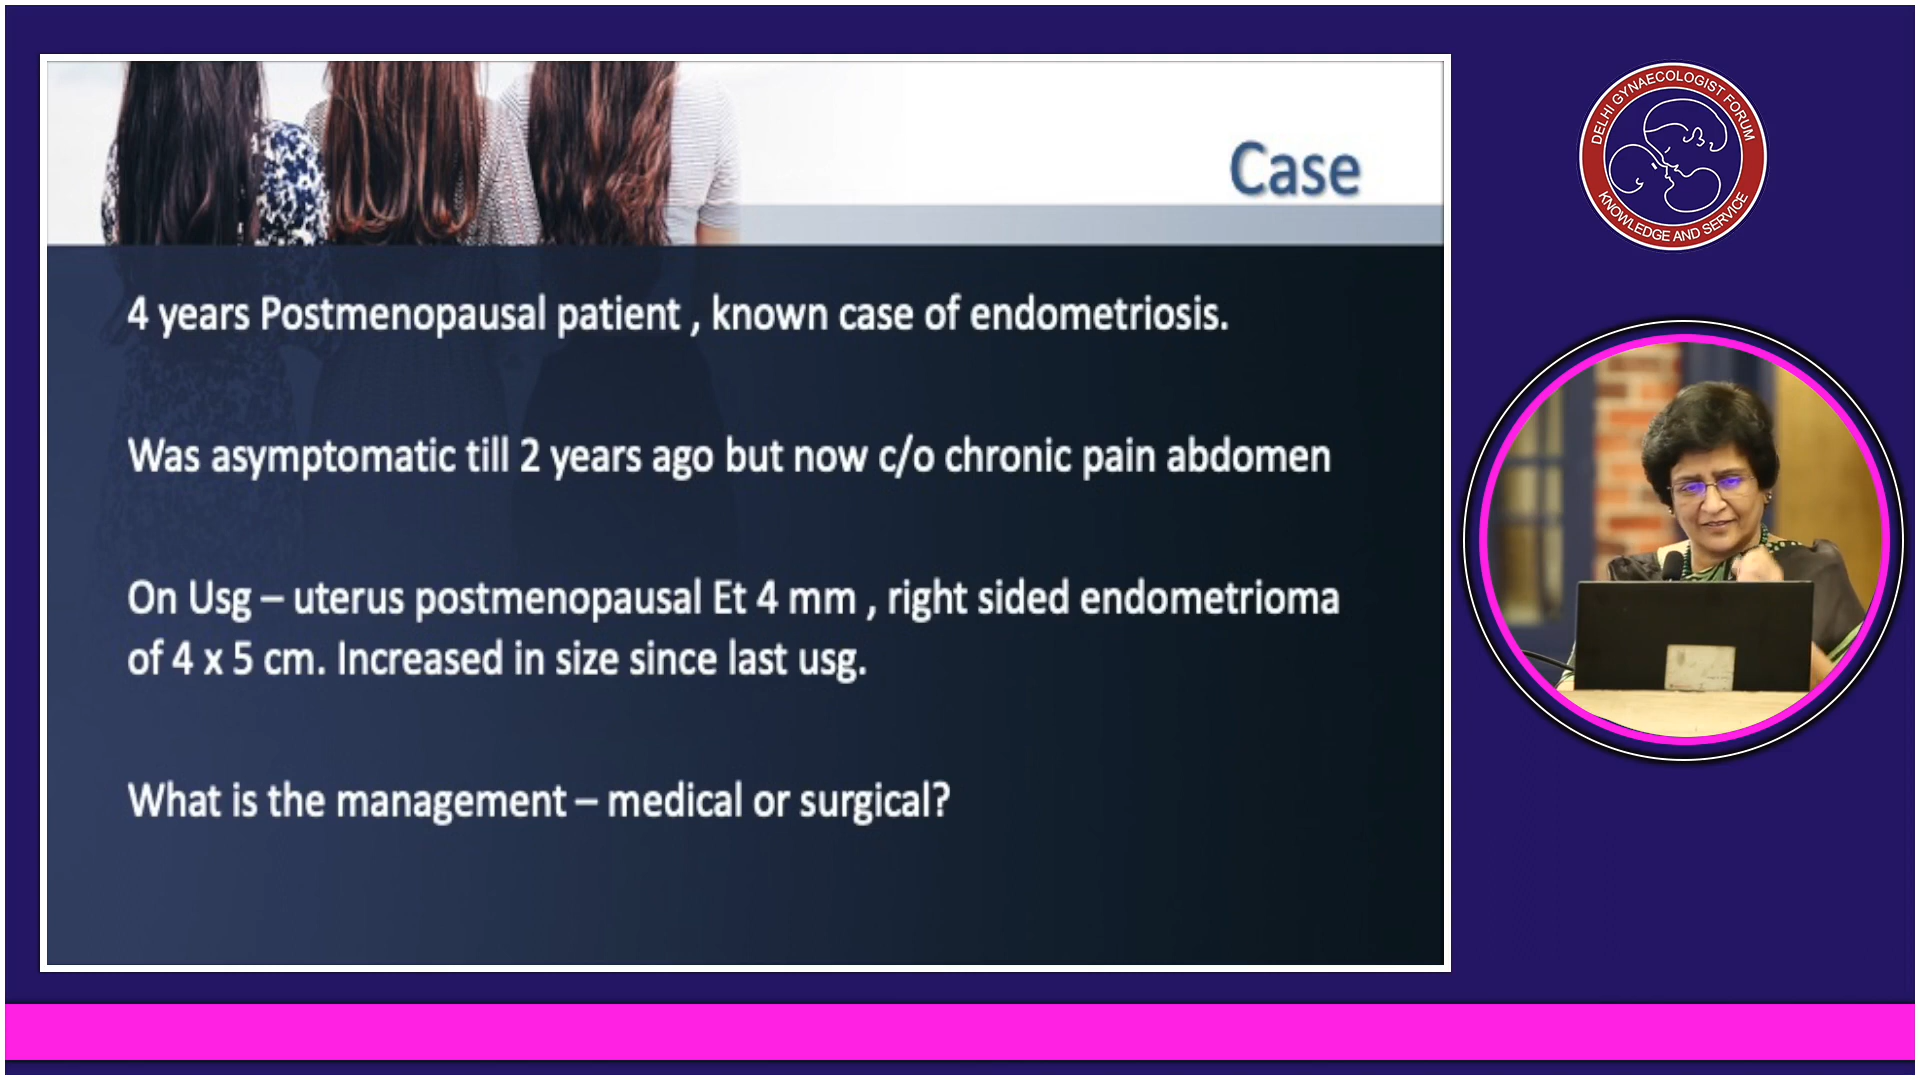 Case
4 years Postmenopausal patient , known case of endometriosis.
Was asymptomatic till 2 years ago but now c/o chronic pain abdomen
On Usg – uterus postmenopausal Et 4 mm , right sided endometrioma
of 4 x 5 cm. Increased in size since last usg.
What is the management – medical or surgical?
DELHI GYNAECOLOGIST FORUM
KNOWLEDGE AND SERVICE